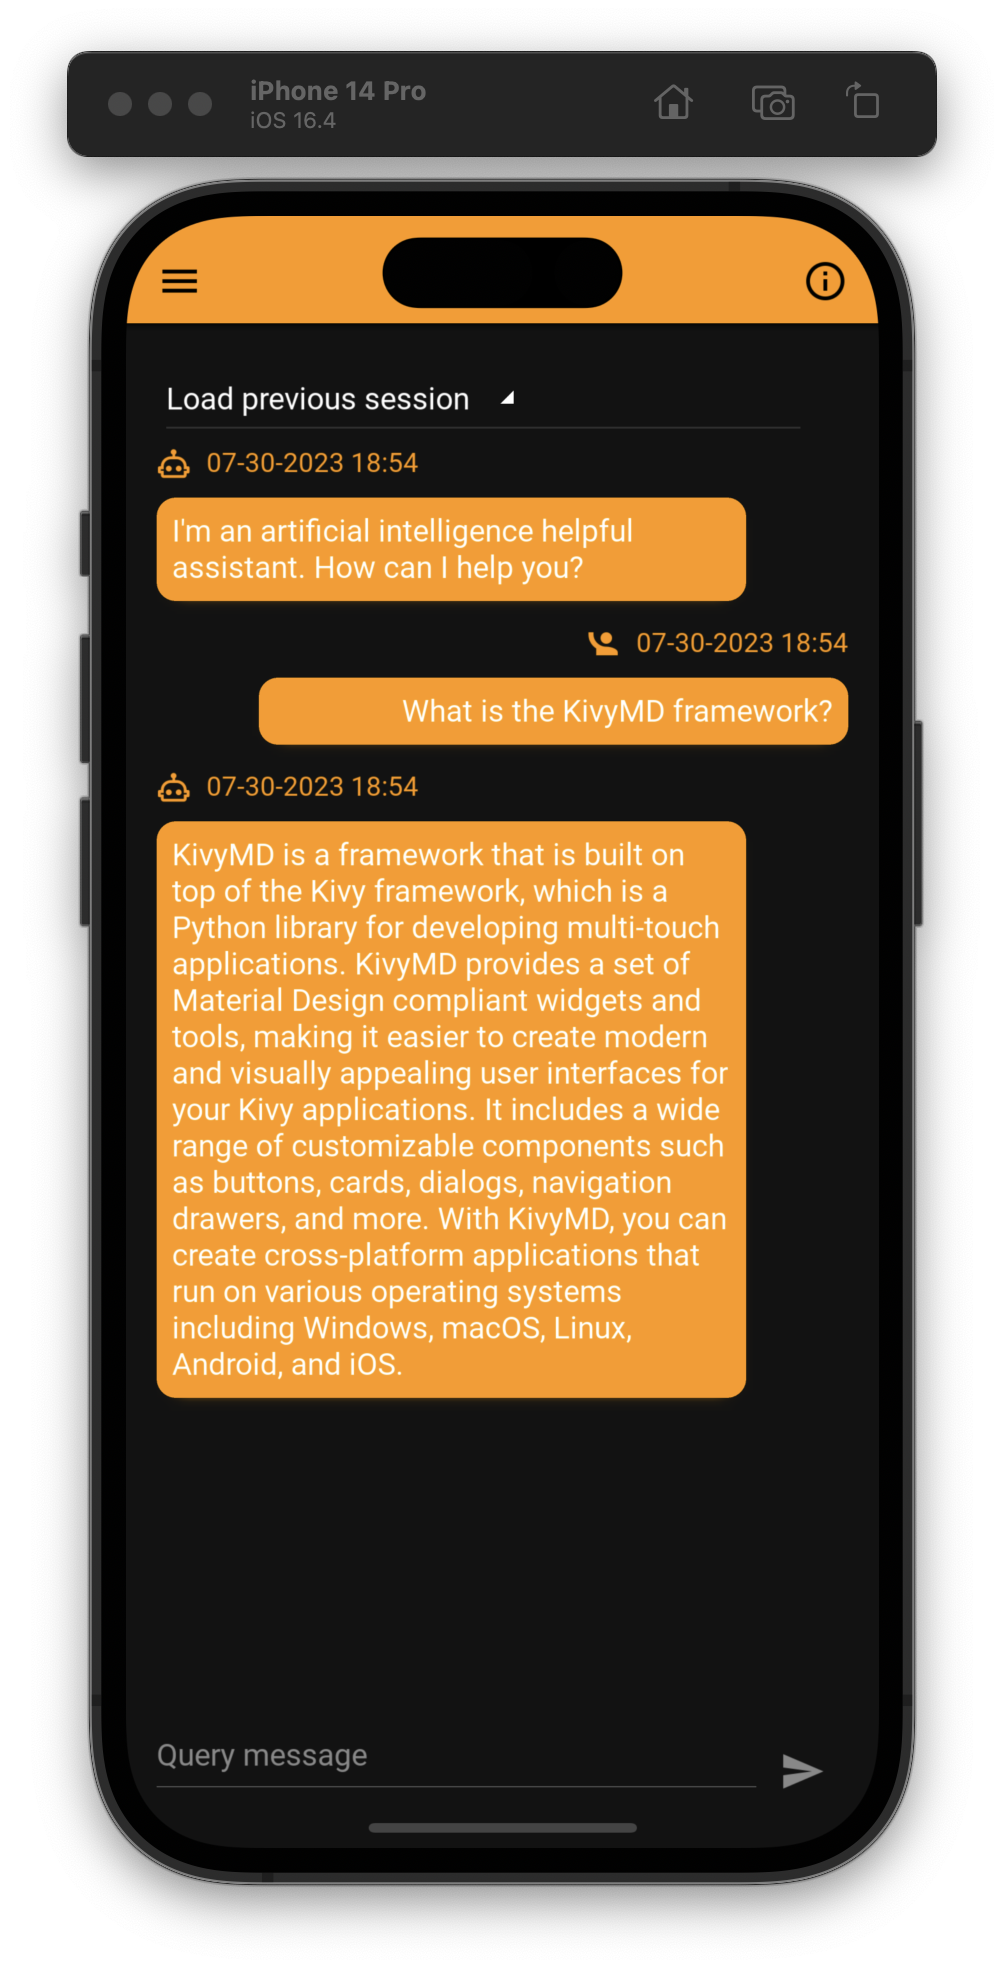 iPhone 14 Pro
iOS 16.4
Load previous session
07-30-2023 18:54
I'm an artificial intelligence helpful
assistant. How can I help you?
07-30-2023 18:54
What is the KivyMD framework?
07-30-2023 18:54
KivyMD is a framework that is built on
top of the Kivy framework, which is a
Python library for developing multi-touch
applications. KivyMD provides a set of
Material Design compliant widgets and
tools, making it easier to create modern
and visually appealing user interfaces for
your Kivy applications. It includes a wide
range of customizable components such
as buttons, cards, dialogs, navigation
drawers, and more. With KivyMD, you can
create cross-platform applications that
run on various operating systems
including Windows, macOS, Linux,
Android, and iOS.
Query message